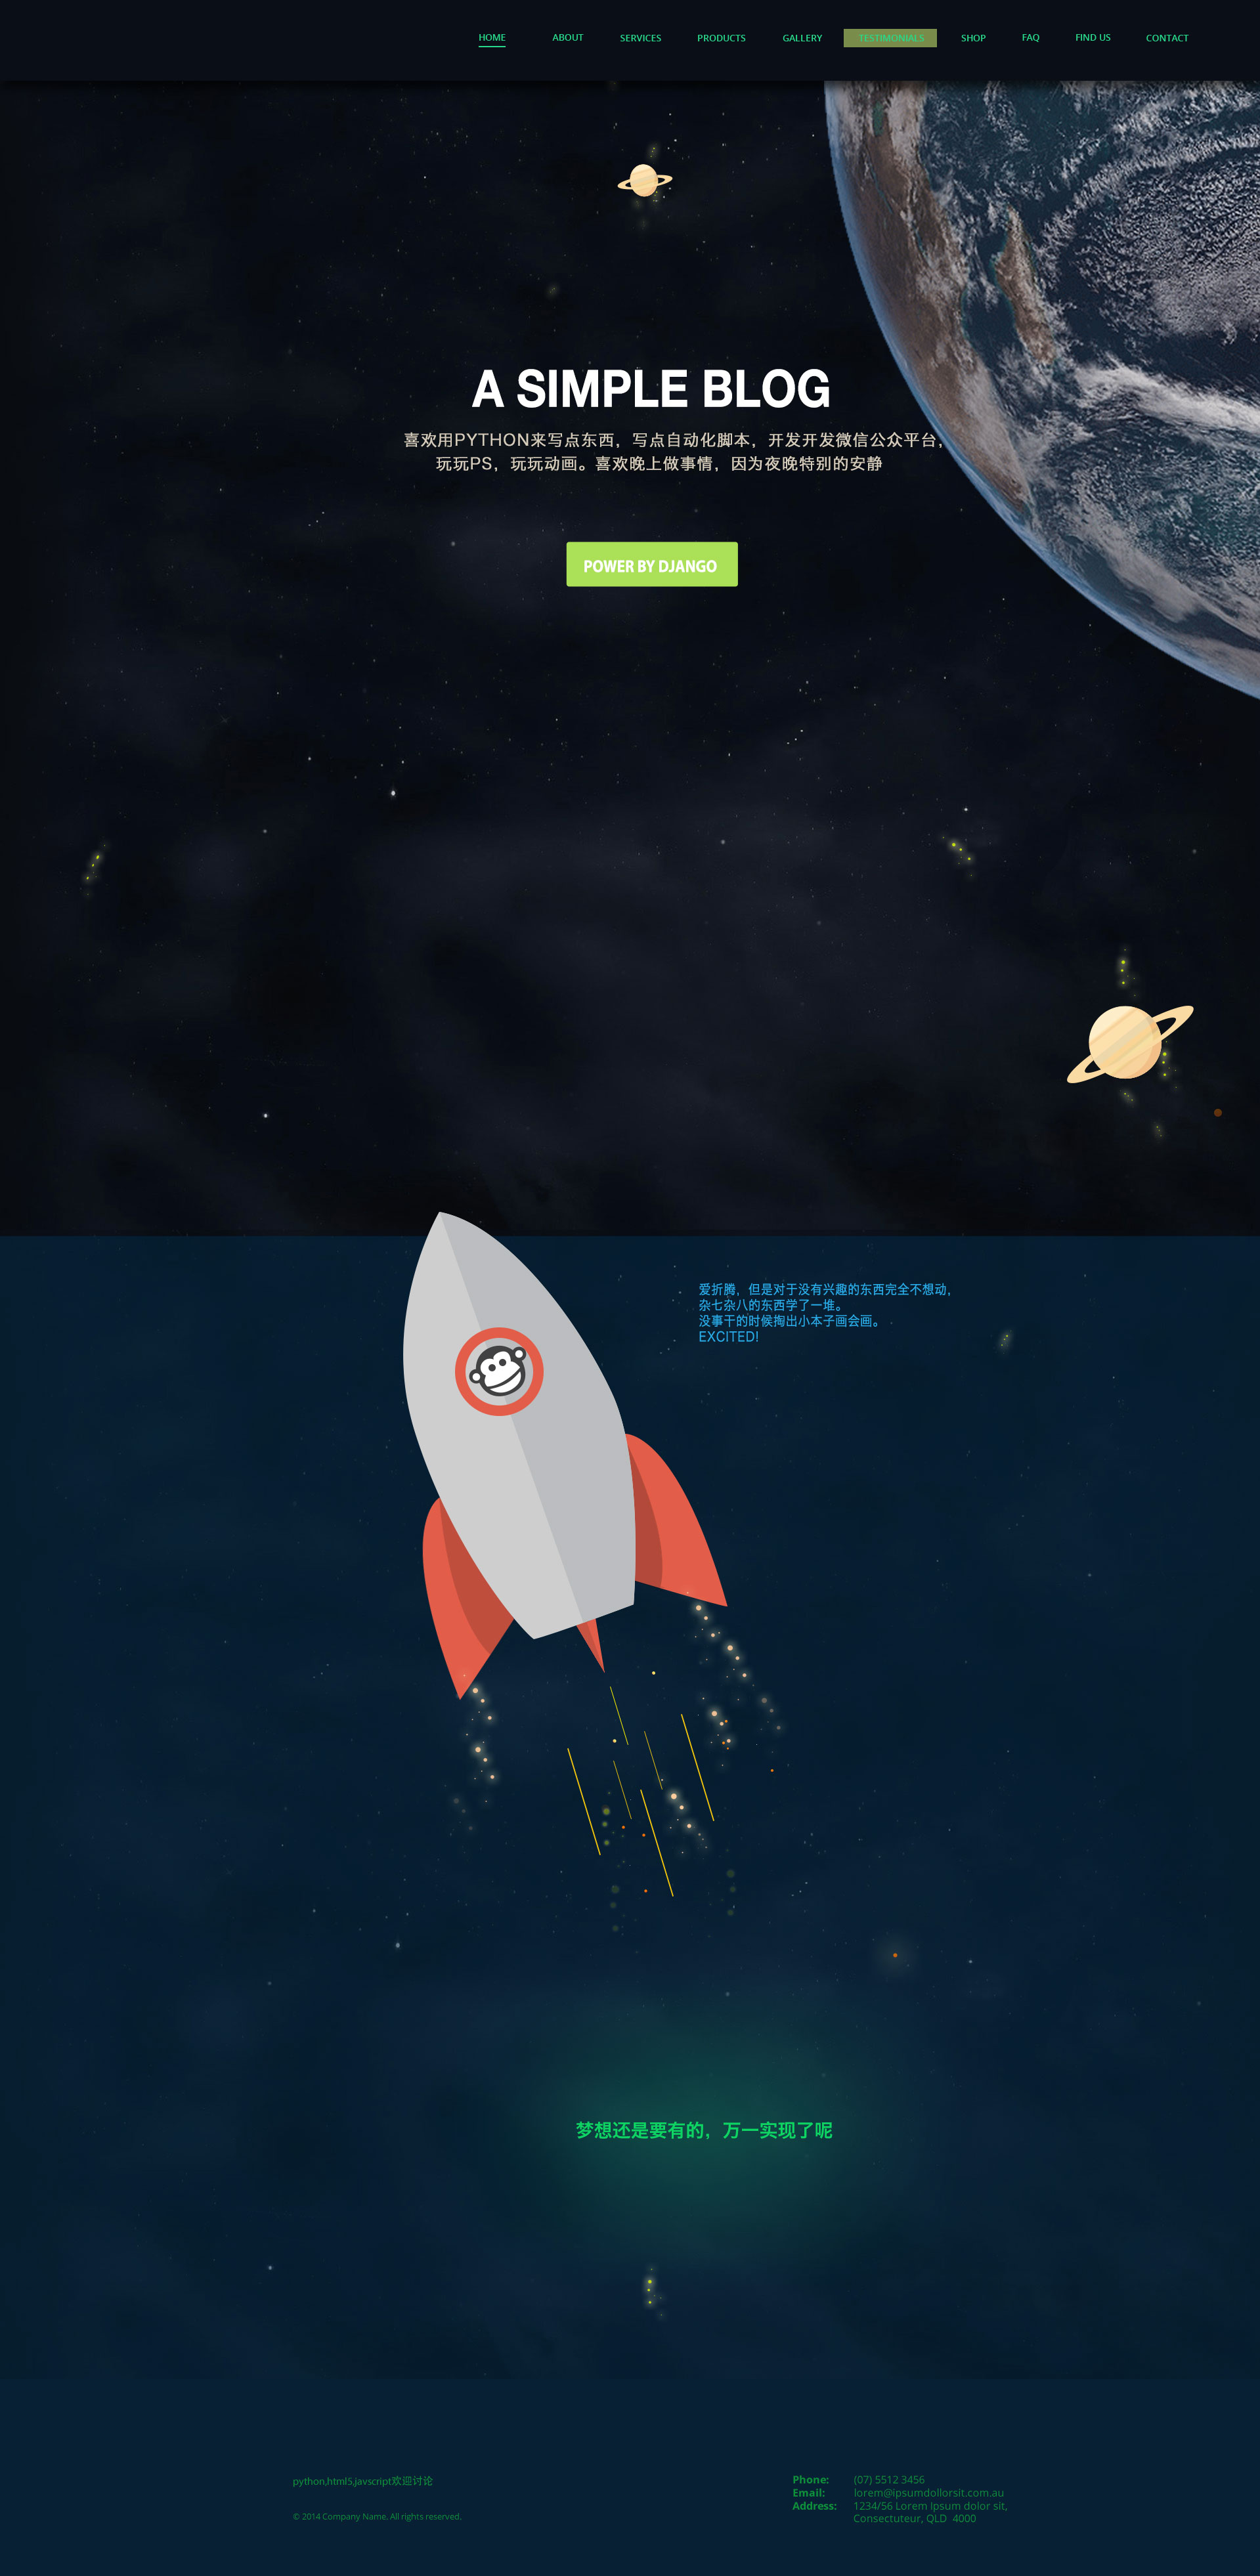 HOME ABOUT SERVICES PRODUCTS GALLERY TESTIMONIALS SHOP FAQ FIND US CONTACT
A SIMPLE BLOG
喜欢用PYTHON来写点东西，写点自动化脚本，开发开发微信公众平台，
玩玩PS，玩玩动画。喜欢晚上做事情，因为夜晚特别的安静
POWER BY DJANGO
爱折腾，但是对于没有兴趣的东西完全不想动，
杂七杂八的东西学了一堆。
没事干的时候掏出小本子画会画。
EXCITED!
梦想还是要有的，万一实现了呢
python,html5,javscript欢迎讨论
© 2014 Company Name. All rights reserved.
Phone: (07) 5512 3456
Email: lorem@ipsumdollorsit.com.au
Address: 1234/56 Lorem Ipsum dolor sit,
Consectuteur, QLD 4000